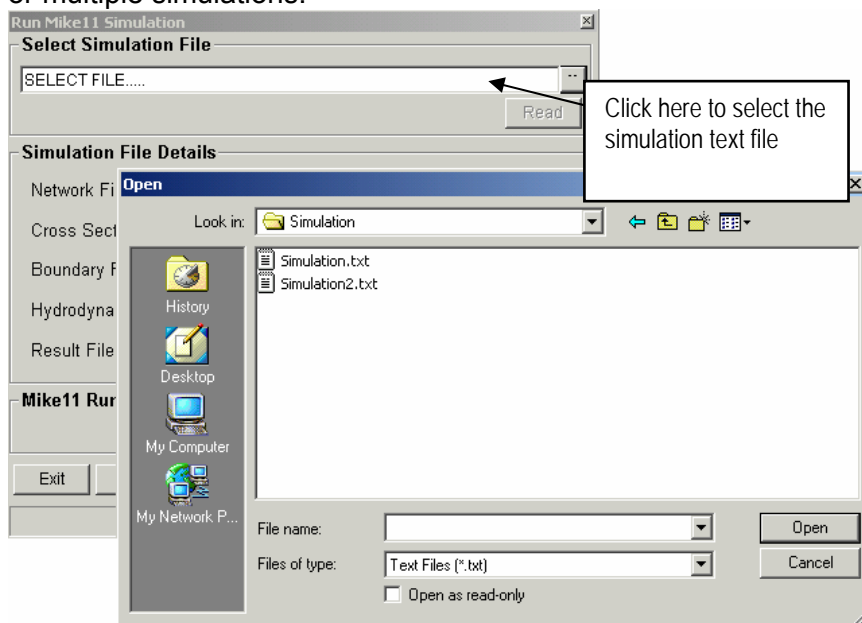 or multiple simulations.
Run Mike11 Simulation
Select Simulation File
SELECT FILE.....
..
Read
Click here to select the
simulation text file
Simulation File Details
Network Fi
Cross Sect
Boundary F
Hydrodyna
Result File
Mike11 Rur
Exit
Open
Look in:
Simulation
Simulation.txt
Simulation2.txt
History
Desktop
My Computer
My Network P...
File name:
Open
Files of type:
Text Files (*.txt)
Cancel
Open as read-only